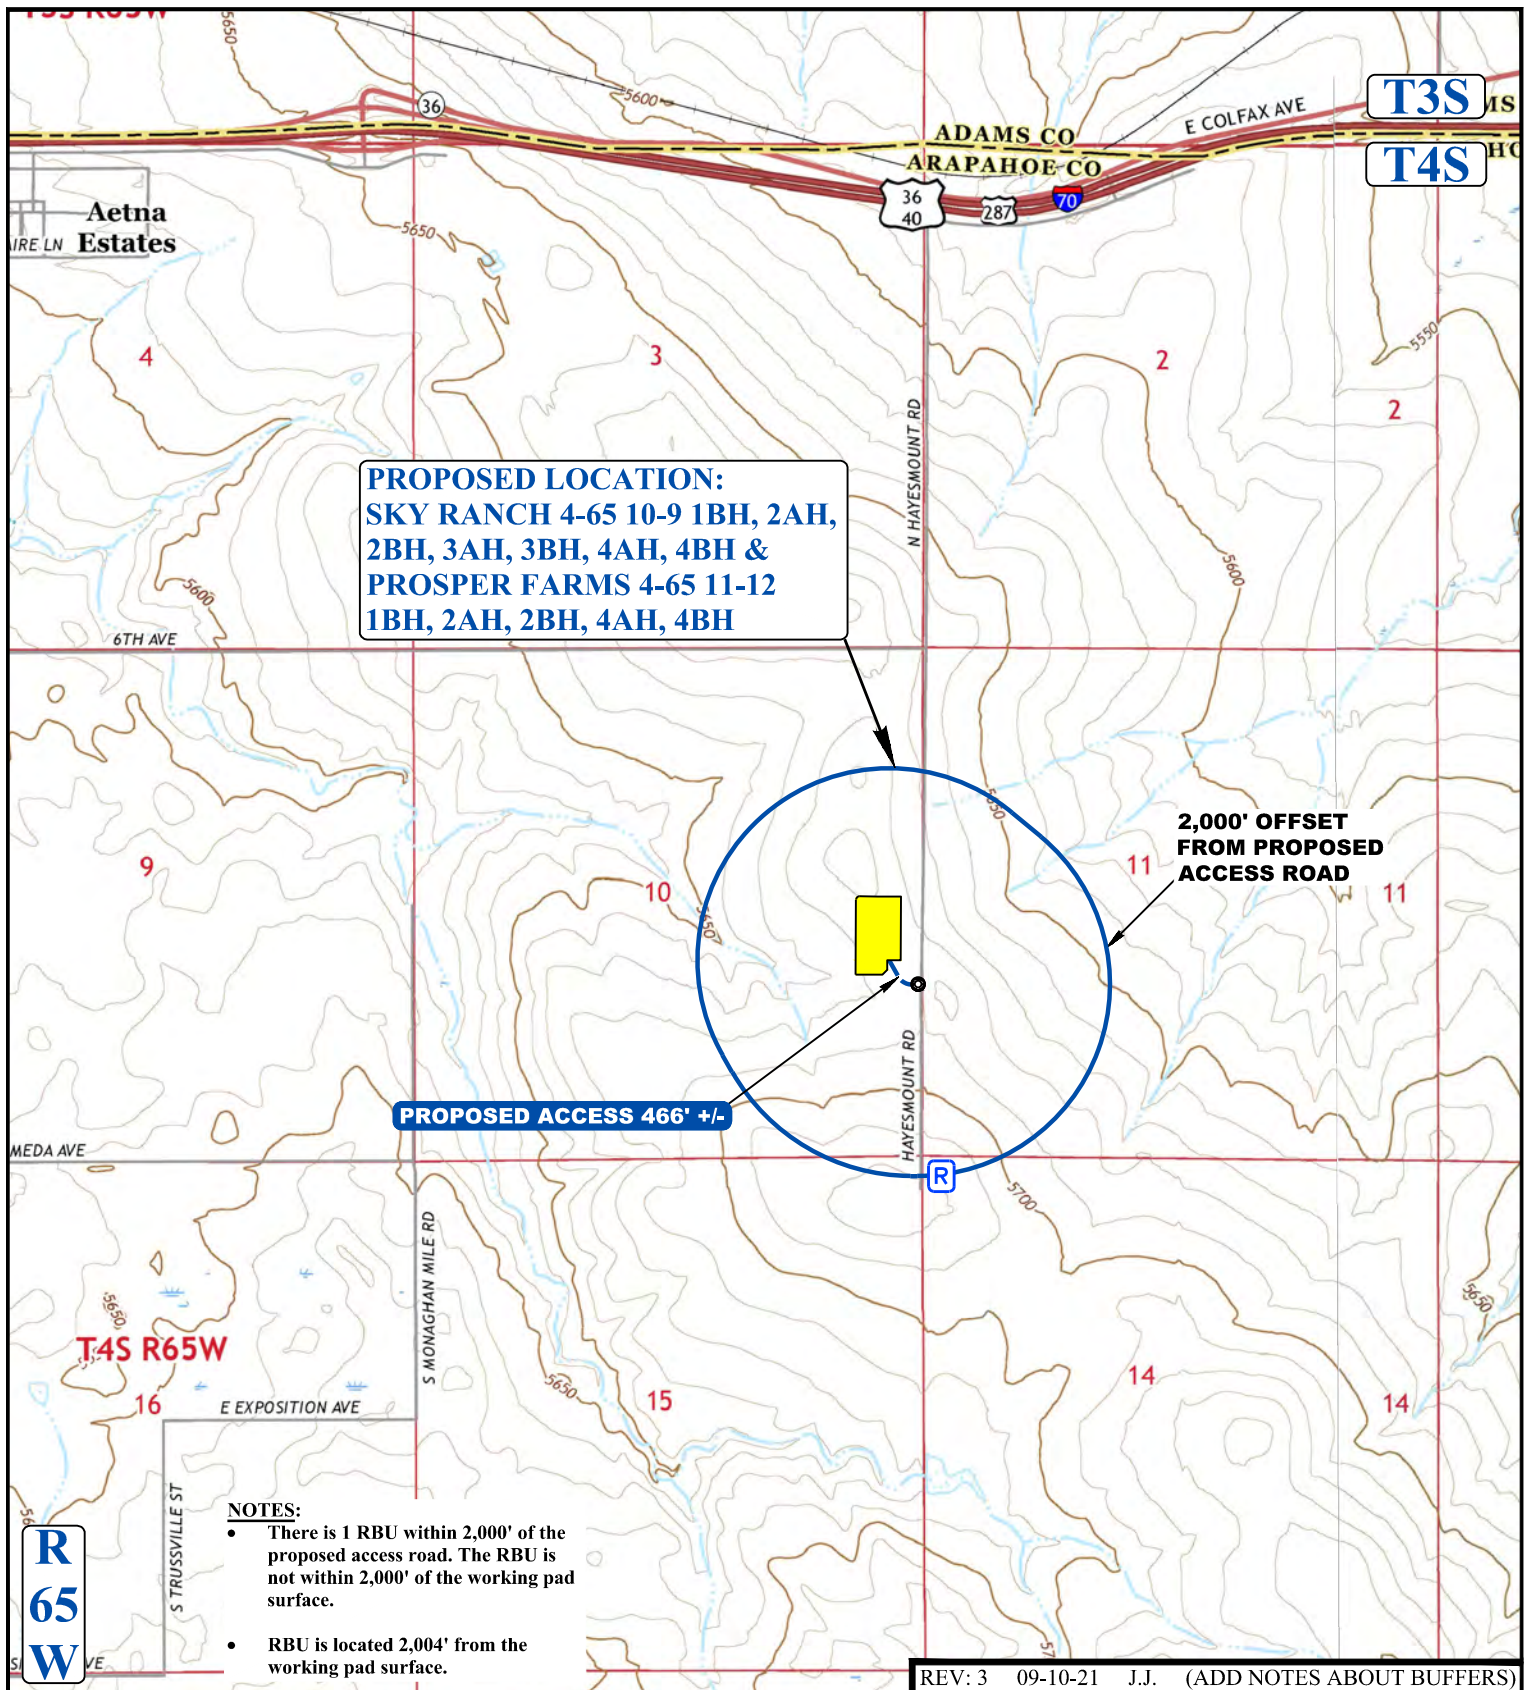 T3S R65W
5650
36
5600
ADAMS CO
ARAPAHOE CO
E COLFAX AVE
T3S
T4S
36
40
287
70
Aetna
Estates
AIRE LN
5650
4
3
2
2
5550
N HAYESMOUNT RD
PROPOSED LOCATION:
SKY RANCH 4-65 10-9 1BH, 2AH,
2BH, 3AH, 3BH, 4AH, 4BH &
PROSPER FARMS 4-65 11-12
1BH, 2AH, 2BH, 4AH, 4BH
5600
5600
6TH AVE
5650
2,000' OFFSET
FROM PROPOSED
ACCESS ROAD
9
10
11
11
5650
PROPOSED ACCESS 466' +/-
HAYESMOUNT RD
MEDA AVE
R
5700
S MONAGHAN MILE RD
5650
5650
T4S R65W
16
E EXPOSITION AVE
5650
15
14
14
S TRUSSVILLE ST
R
65
W
VE
NOTES:
• There is 1 RBU within 2,000' of the
proposed access road. The RBU is
not within 2,000' of the working pad
surface.
• RBU is located 2,004' from the
working pad surface.
REV: 3 09-10-21 J.J. (ADD NOTES ABOUT BUFFERS)